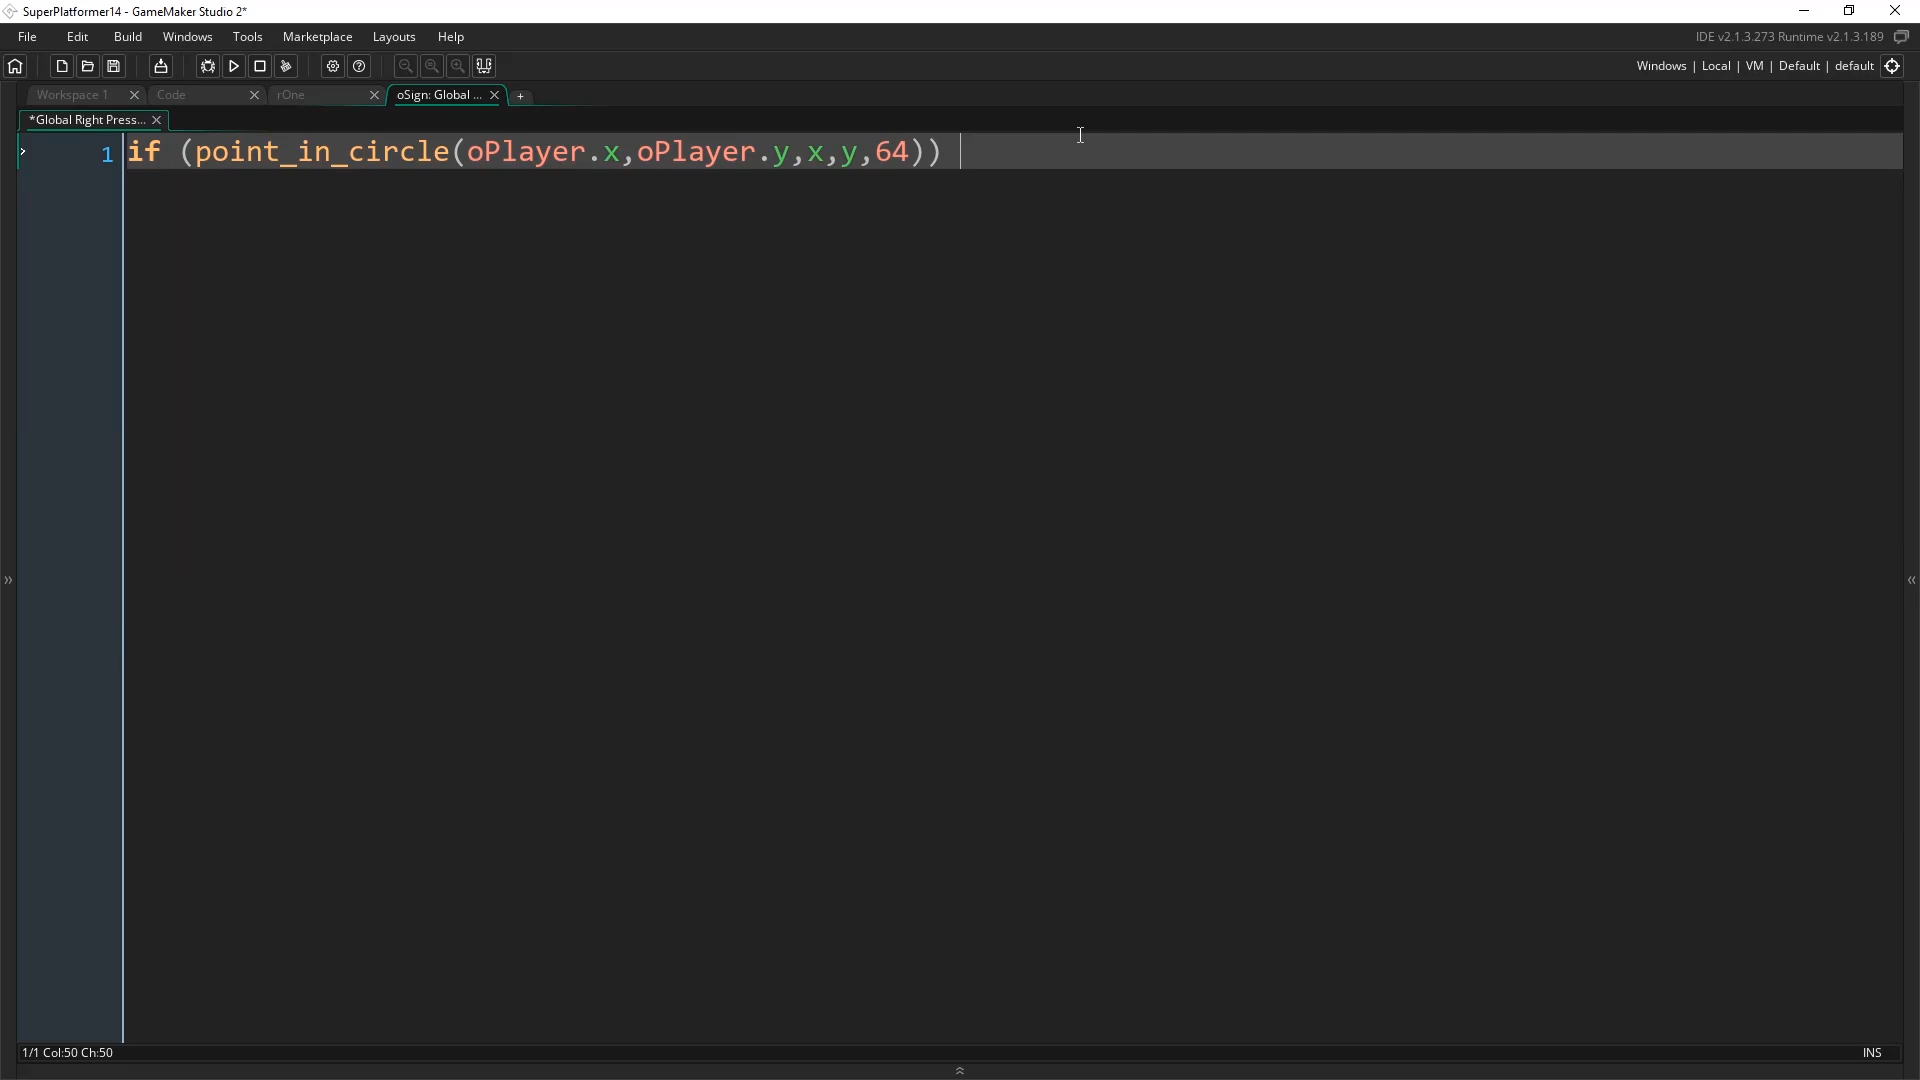 SuperPlatformer14 - GameMaker Studio 2*
File Edit Build Windows Tools Marketplace Layouts Help
IDE v2.1.3.273 Runtime v2.1.3.189
Windows | Local | VM | Default | default
Workspace 1 Code rOne oSign: Global ... +
*Global Right Press...
1 if (point_in_circle(oPlayer.x,oPlayer.y,x,y,64))
1/1 Col:50 Ch:50
INS